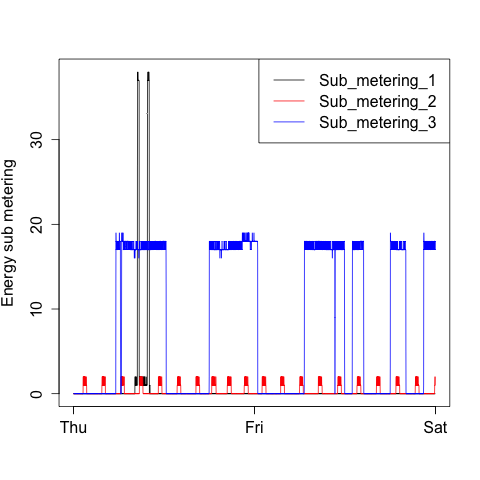 Sub_metering_1
Sub_metering_2
Sub_metering_3
Energy sub metering
30
20
10
0
Thu Fri Sat